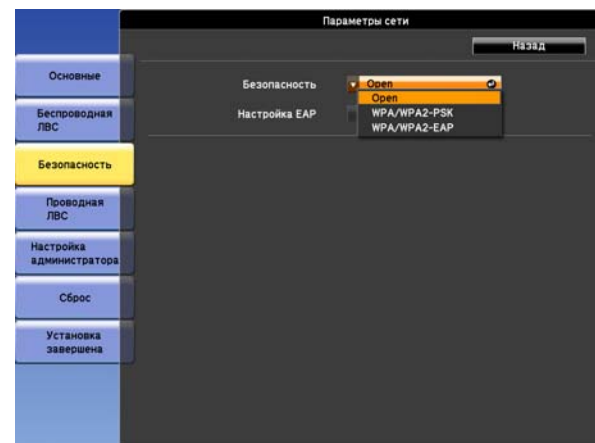 Параметры сети
Назад
Основные
Беспроводная
ЛВС
Безопасность
Проводная
ЛВС
Настройка
администратора
Сброс
Установка
завершена
Безопасность
Open
Open
WPA/WPA2-PSK
WPA/WPA2-EAP
Настройка EAP